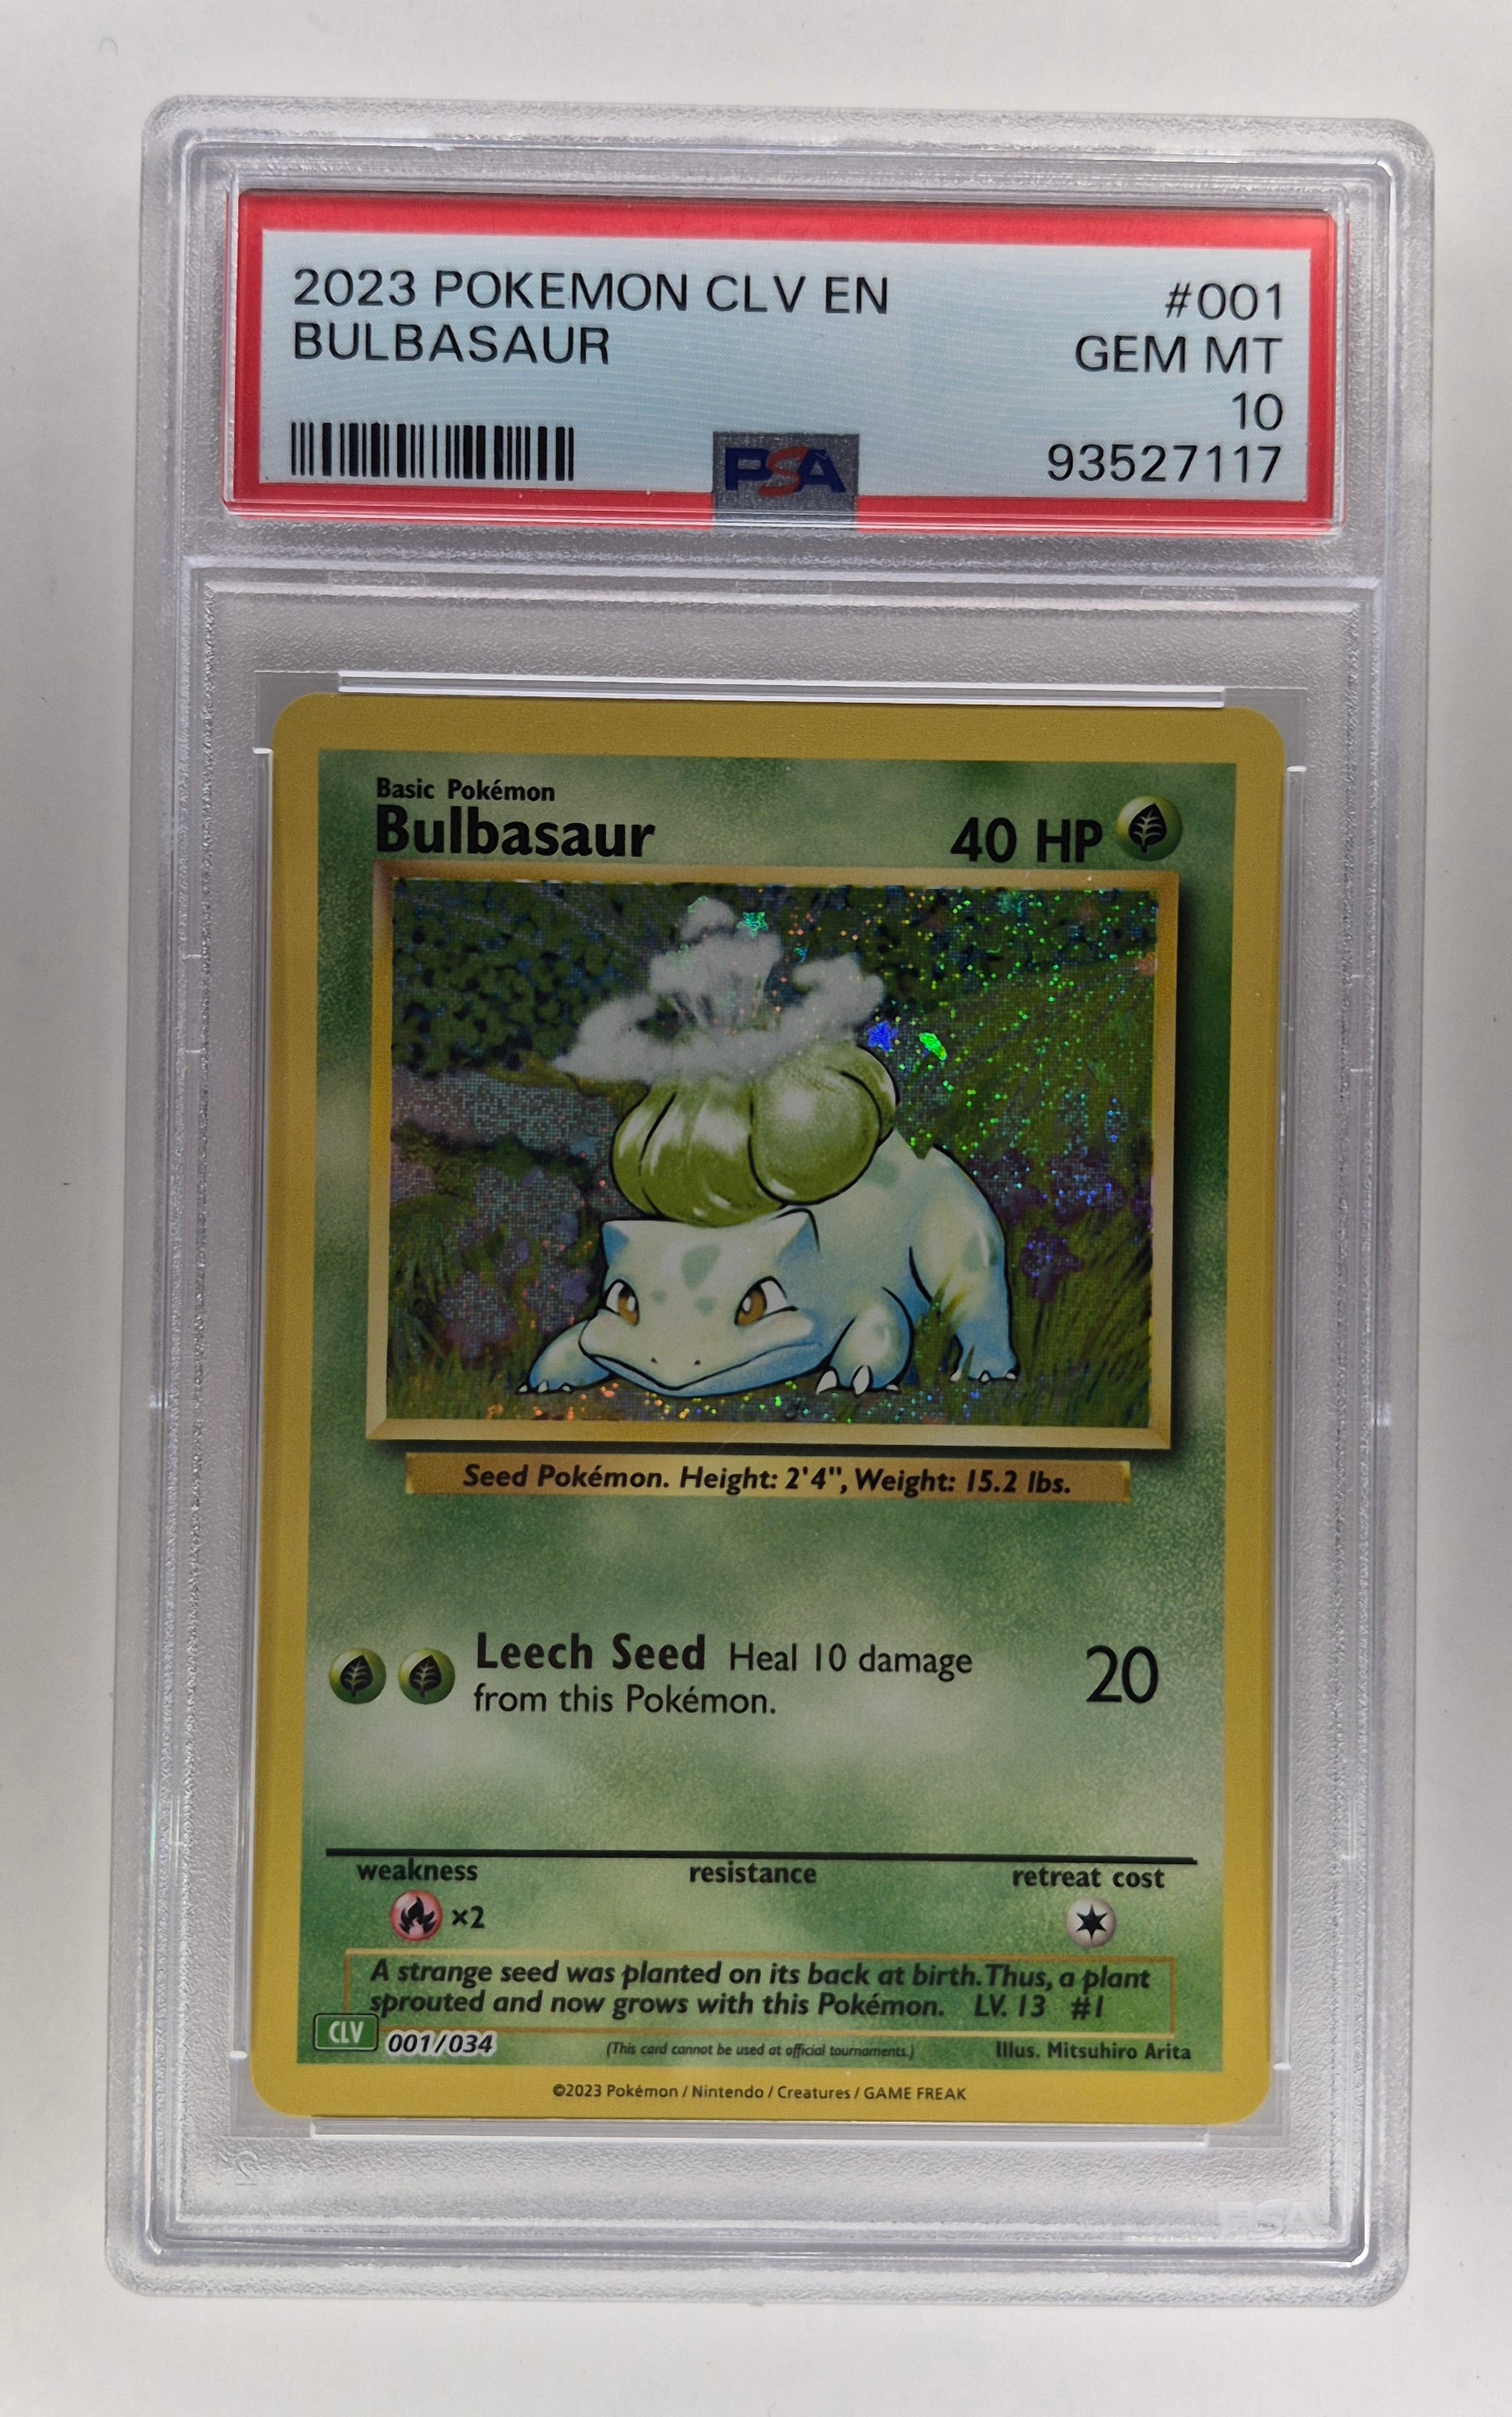 2023 POKEMON CLV EN #001
BULBASAUR GEM MT
10
PSA 93527117
Basic Pokémon
Bulbasaur 40 HP
Seed Pokémon. Height: 2'4", Weight: 15.2 lbs.
Leech Seed Heal 10 damage
from this Pokémon. 20
weakness resistance retreat cost
×2
A strange seed was planted on its back at birth. Thus, a plant
sprouted and now grows with this Pokémon. LV. 13 #1
CLV 001/034 (This card cannot be used at official tournaments.) Illus. Mitsuhiro Arita
©2023 Pokémon / Nintendo / Creatures / GAME FREAK
PSA